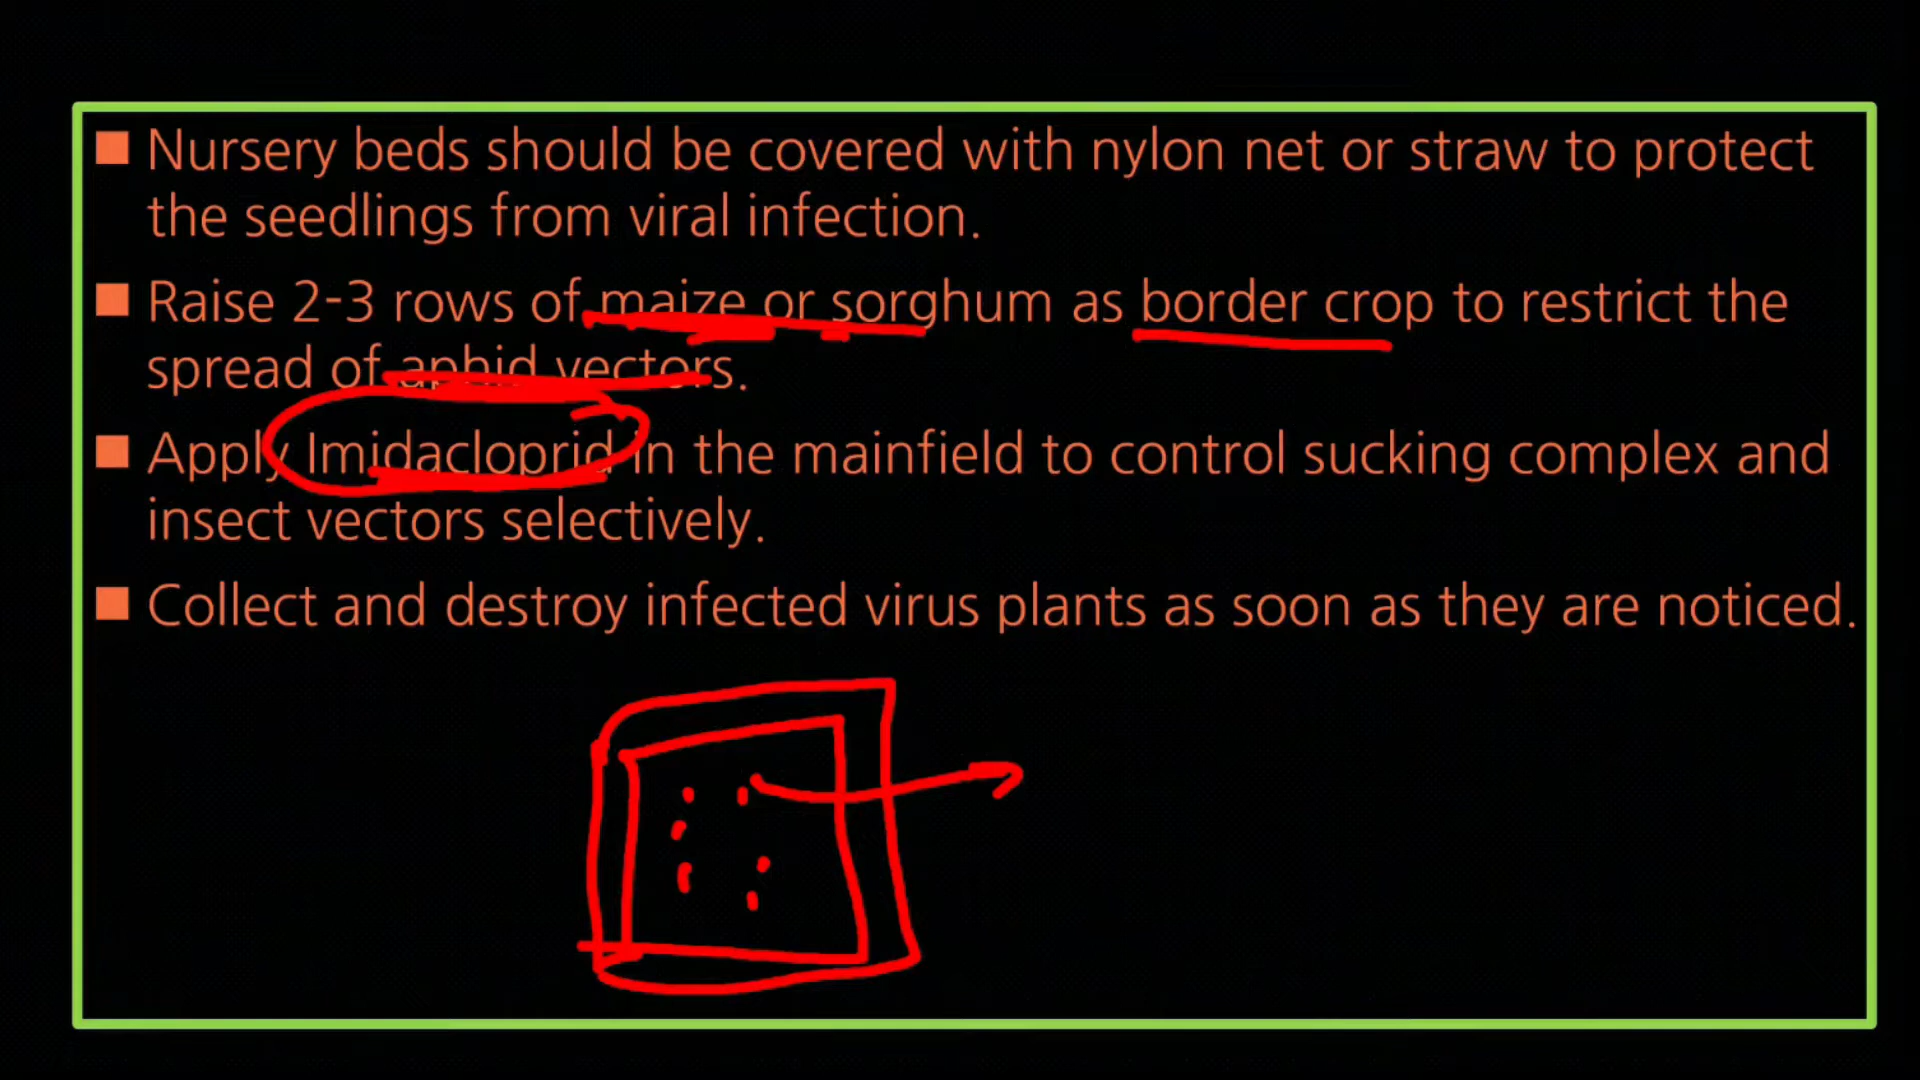 Nursery beds should be covered with nylon net or straw to protect
the seedlings from viral infection.
Raise 2-3 rows of maize or sorghum as border crop to restrict the
spread of aphid vectors.
Apply Imidacloprid in the mainfield to control sucking complex and
insect vectors selectively.
Collect and destroy infected virus plants as soon as they are noticed.